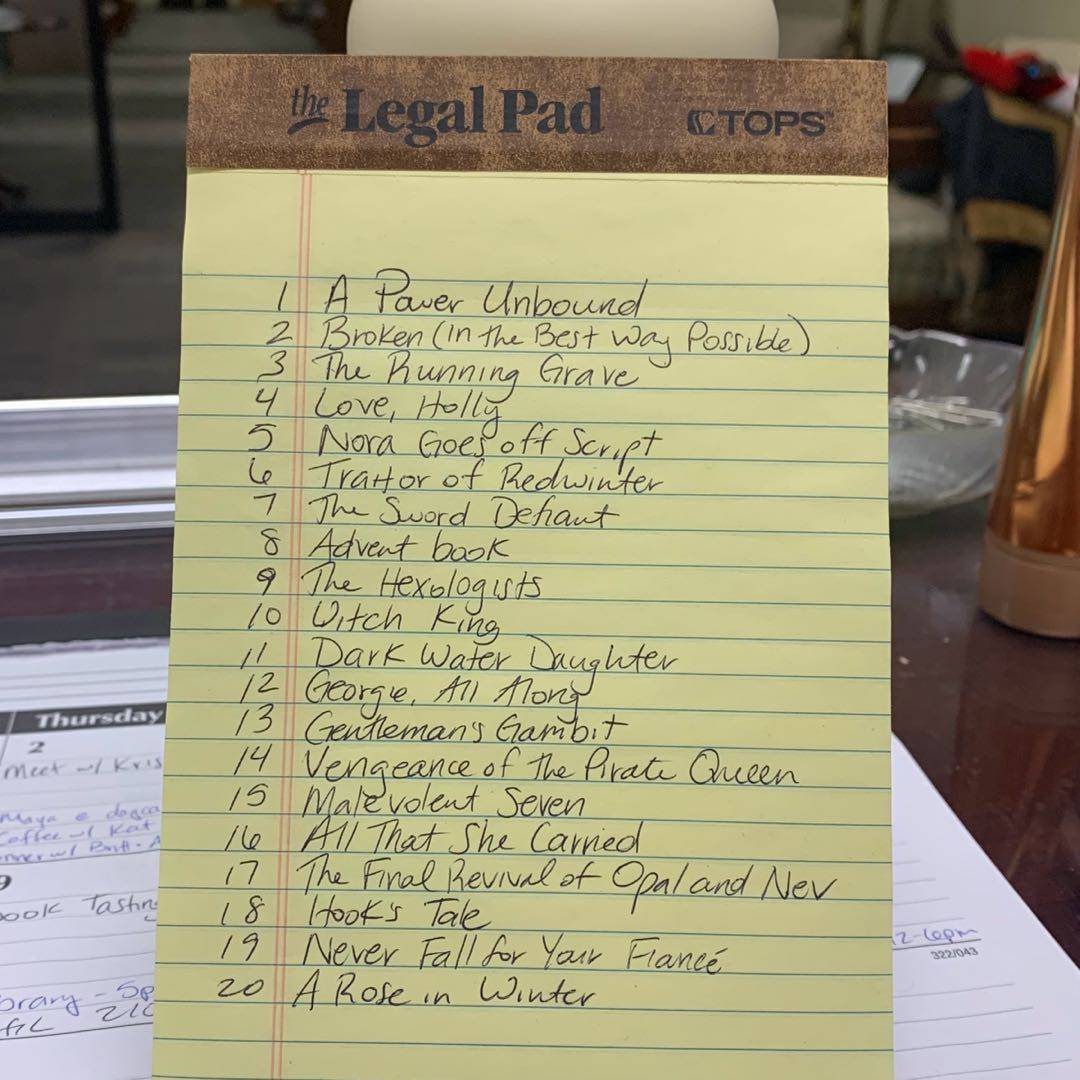 the Legal Pad TOPS
1 A Power Unbound
2 Broken (in the Best Way Possible)
3 The Running Grave
4 Love, Holly
5 Nora Goes off Script
6 Traitor of Redwinter
7 The Sword Defiant
8 Advent book
9 The Hexologists
10 Witch King
11 Dark Water Daughter
12 Georgie, All Along
13 Gentleman's Gambit
14 Vengeance of the Pirate Queen
15 Malevolent Seven
16 All That She Carried
17 The Final Revival of Opal and Nev
18 Hook's Tale
19 Never Fall for Your Fiancé
20 A Rose in Winter
Thursday
2
Meet w/ Kris
Coffee w/ Kat
9
book Tastin
12-6pm
322/043